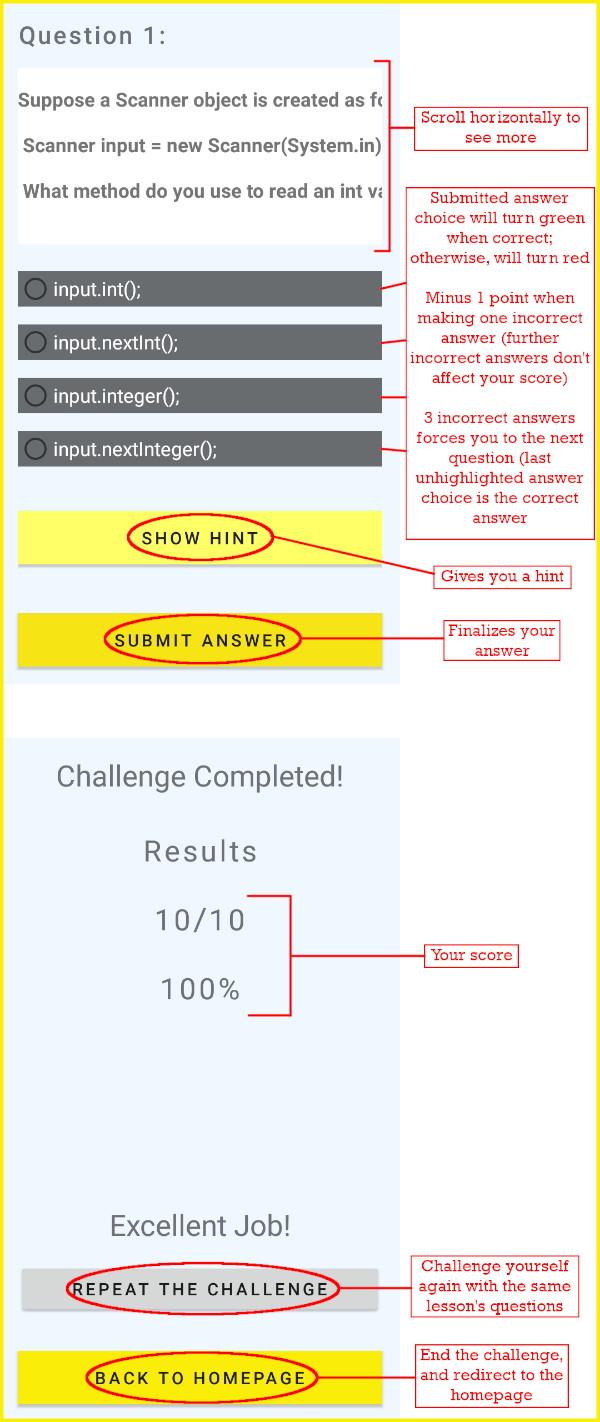 Question 1:
Suppose a Scanner object is created as fo
Scanner input = new Scanner(System.in)
What method do you use to read an int va
Scroll horizontally to
see more
input.int();
input.nextInt();
input.integer();
input.nextInteger();
Submitted answer
choice will turn green
when correct;
otherwise, will turn red
Minus 1 point when
making one incorrect
answer (further
incorrect answers don't
affect your score)
3 incorrect answers
forces you to the next
question (last
unhighlighted answer
choice is the correct
answer
SHOW HINT
Gives you a hint
SUBMIT ANSWER
Finalizes your
answer
Challenge Completed!
Results
10/10
100%
Your score
Excellent Job!
REPEAT THE CHALLENGE
Challenge yourself
again with the same
lesson's questions
BACK TO HOMEPAGE
End the challenge,
and redirect to the
homepage